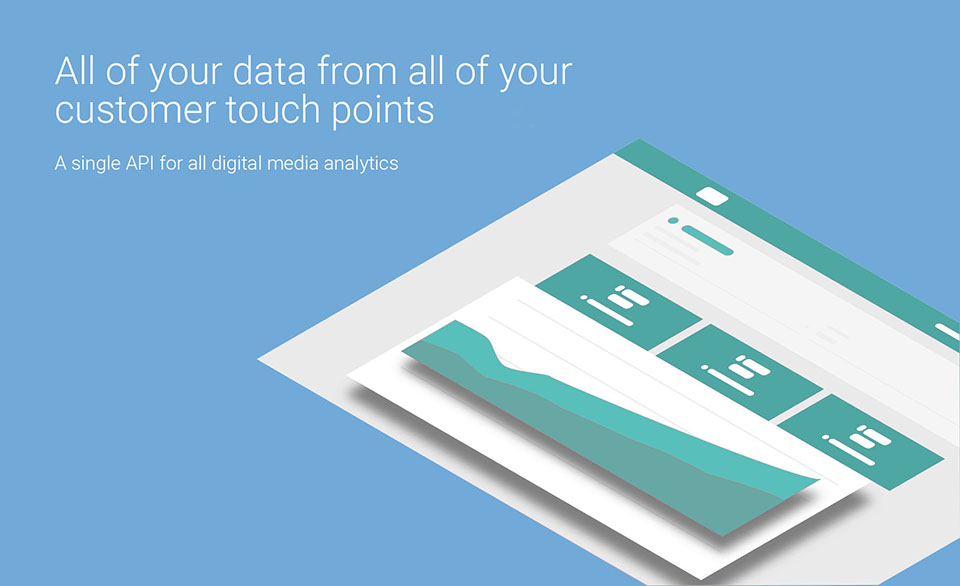 All of your data from all of your
customer touch points
A single API for all digital media analytics